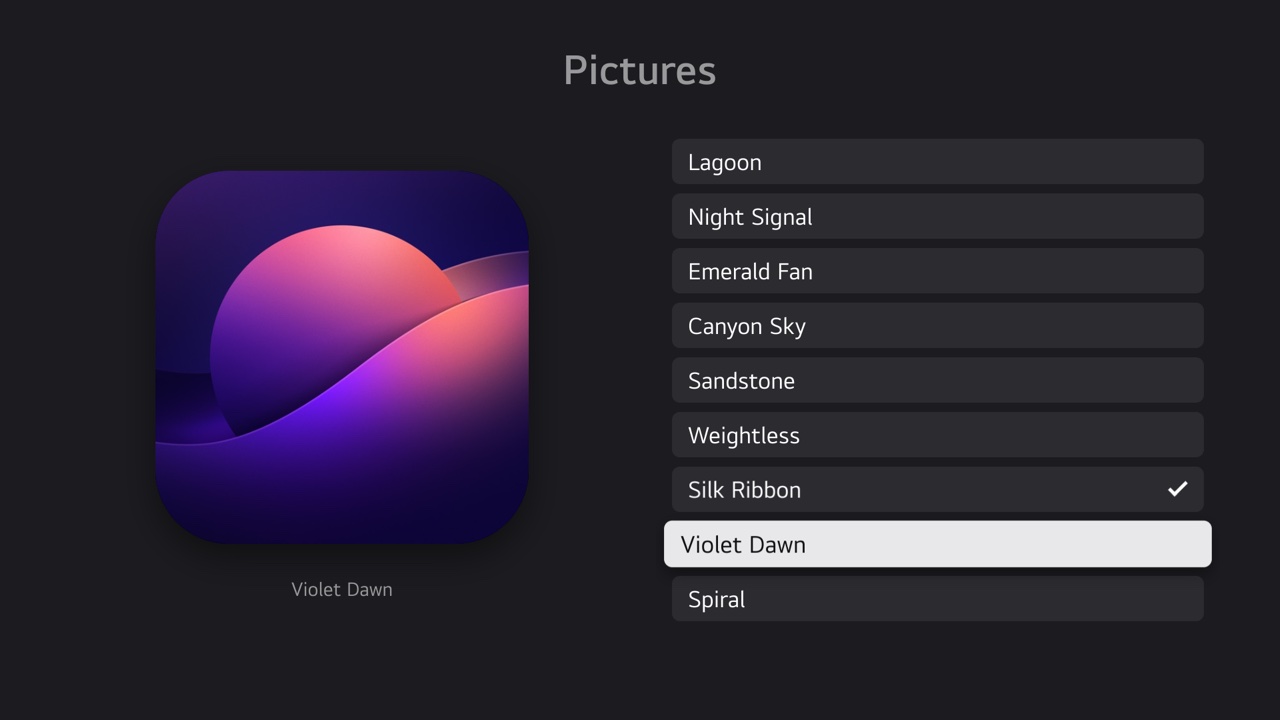 Pictures
Lagoon
Night Signal
Emerald Fan
Canyon Sky
Sandstone
Weightless
Silk Ribbon
Violet Dawn
Spiral
Violet Dawn